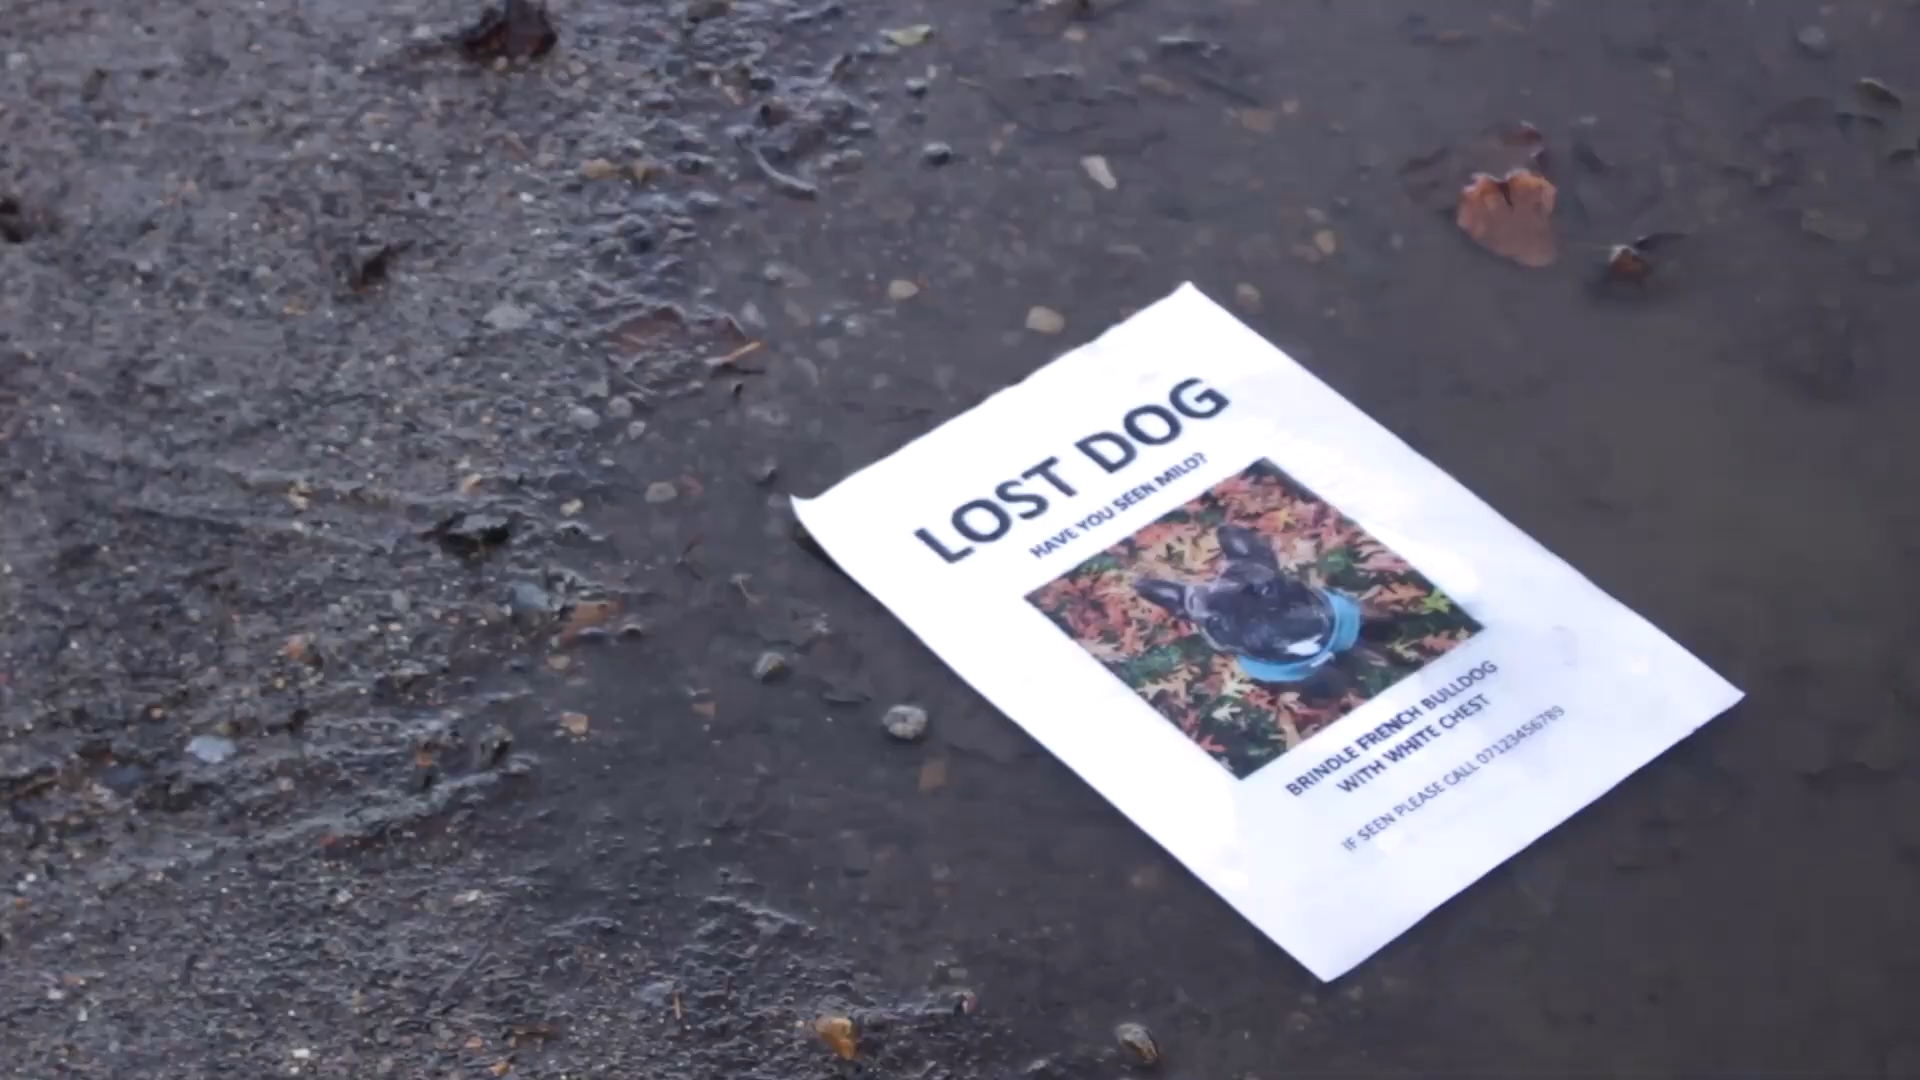 LOST DOG
HAVE YOU SEEN MILO?
BRINDLE FRENCH BULLDOG
WITH WHITE CHEST
IF SEEN PLEASE CALL 07123456789